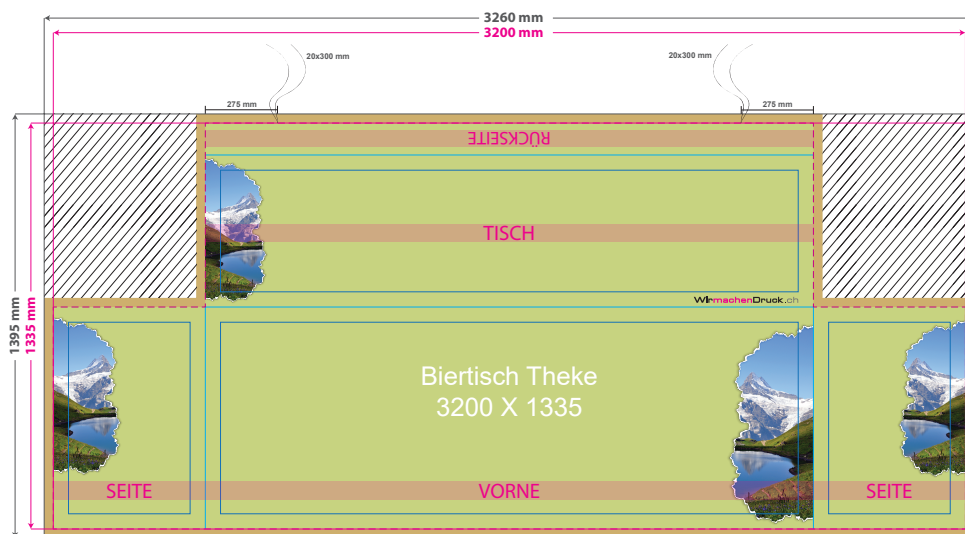 3260 mm
3200 mm
20x300 mm
20x300 mm
275 mm
275 mm
RÜCKSEITE
TISCH
WirmachenDruck.ch
1395 mm
1335 mm
Biertisch Theke
3200 X 1335
SEITE
VORNE
SEITE